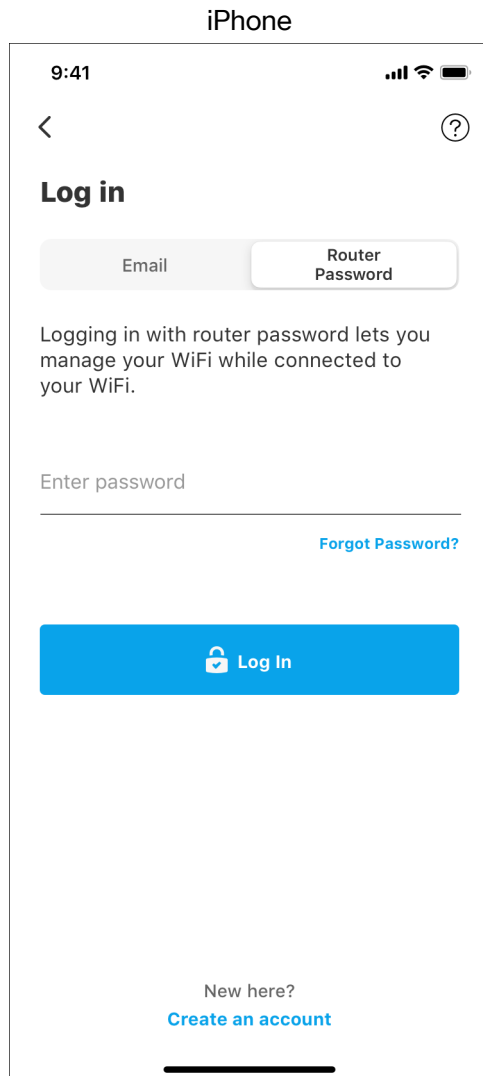 iPhone
9:41
?
Log in
Email
Router
Password
Logging in with router password lets you
manage your WiFi while connected to
your WiFi.
Enter password
Forgot Password?
Log In
New here?
Create an account